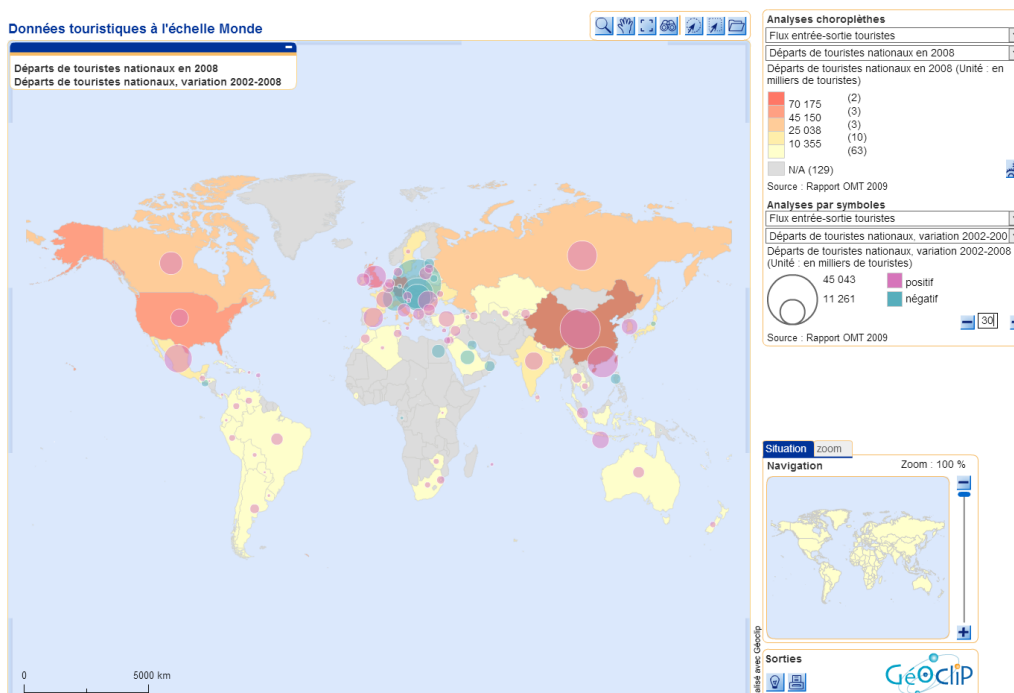 Données touristiques à l'échelle Monde
Départs de touristes nationaux en 2008
Départs de touristes nationaux, variation 2002-2008
0
5000 km
Analyses choroplèthes
Flux entrée-sortie touristes
Départs de touristes nationaux en 2008
Départs de touristes nationaux en 2008 (Unité : en
milliers de touristes)
(2)
70 175
(3)
45 150
(3)
25 038
(10)
10 355
(63)
N/A (129)
Source : Rapport OMT 2009
Analyses par symboles
Flux entrée-sortie touristes
Départs de touristes nationaux, variation 2002-200
Départs de touristes nationaux, variation 2002-2008
(Unité : en milliers de touristes)
45 043
positif
11 261
négatif
30
Source : Rapport OMT 2009
Situation
zoom
Navigation
Zoom : 100 %
alisé avec Géoclip
Sorties
GéOcliP